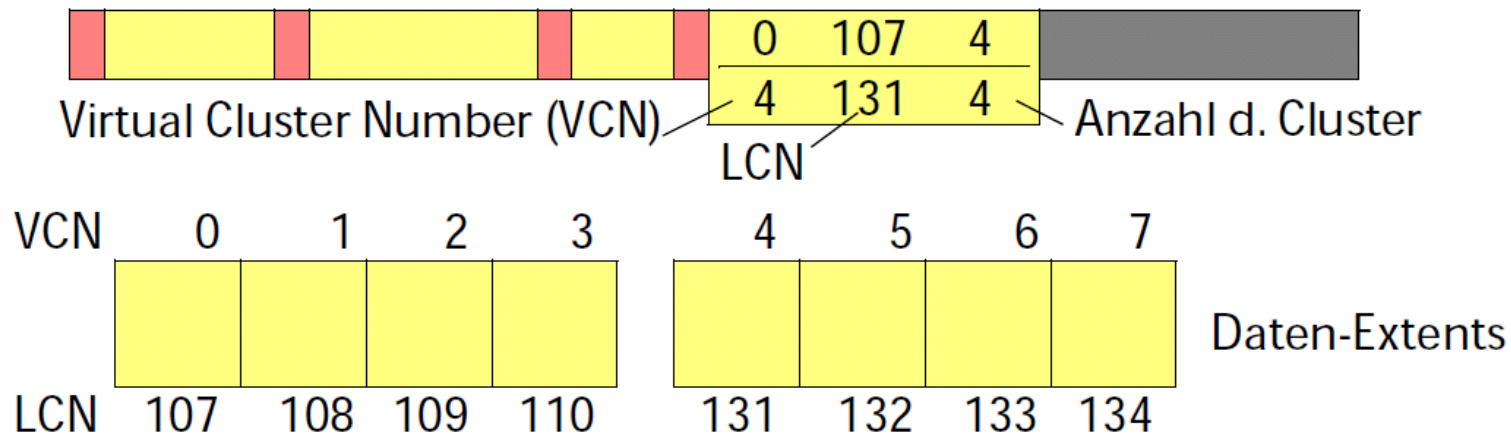 0 107 4
4 131 4
Virtual Cluster Number (VCN)
Anzahl d. Cluster
LCN
VCN 0 1 2 3 4 5 6 7
Daten-Extents
LCN 107 108 109 110 131 132 133 134